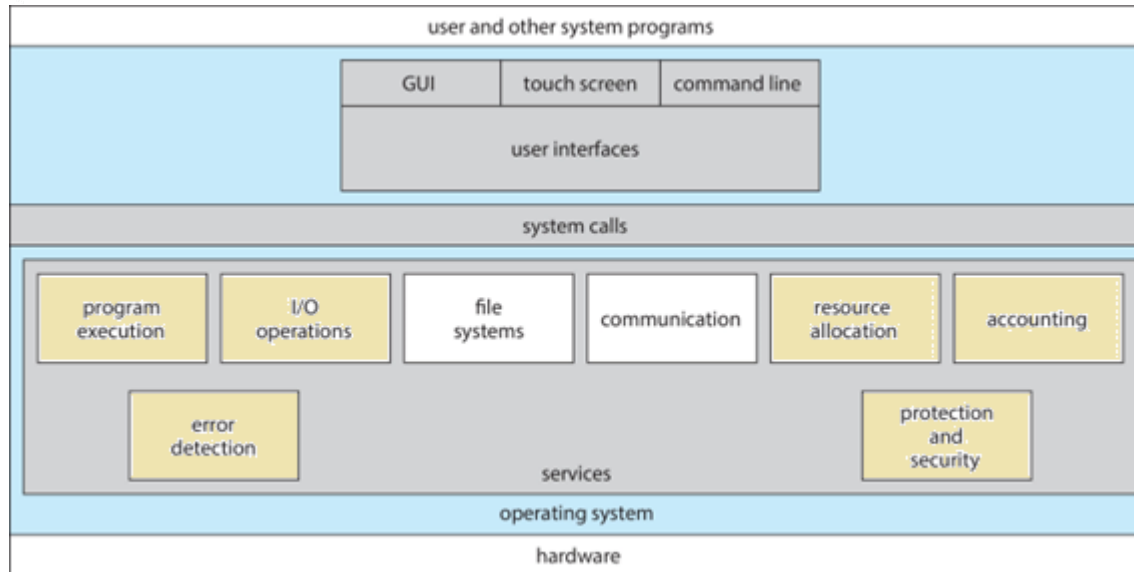 user and other system programs
GUI
touch screen
command line
user interfaces
system calls
program
execution
I/O
operations
file
systems
communication
resource
allocation
accounting
error
detection
protection
and
security
services
operating system
hardware